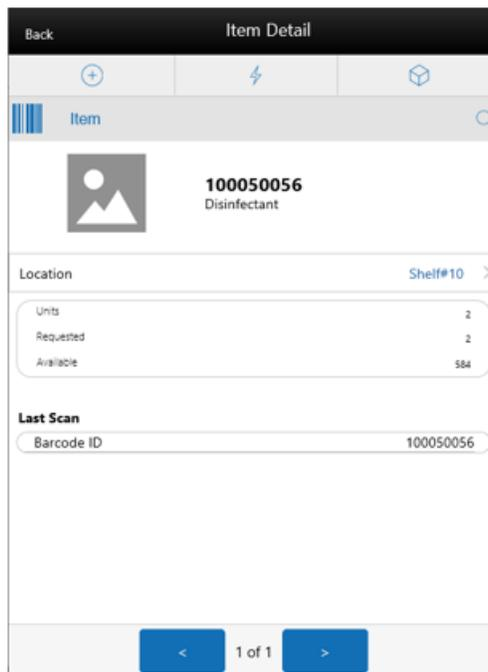 Back Item Detail
Item
100050056
Disinfectant
Location Shelf#10 >
Units 2
Requested 2
Available 584
Last Scan
Barcode ID 100050056
< 1 of 1 >